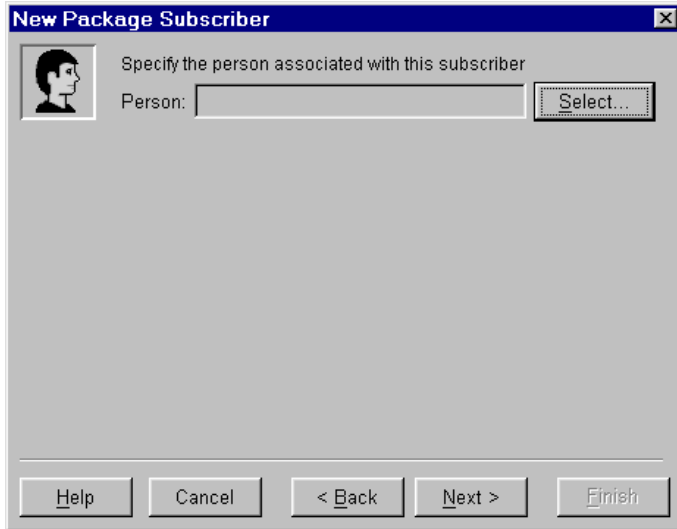 New Package Subscriber
Specify the person associated with this subscriber
Person: Select...
Help Cancel < Back Next > Finish